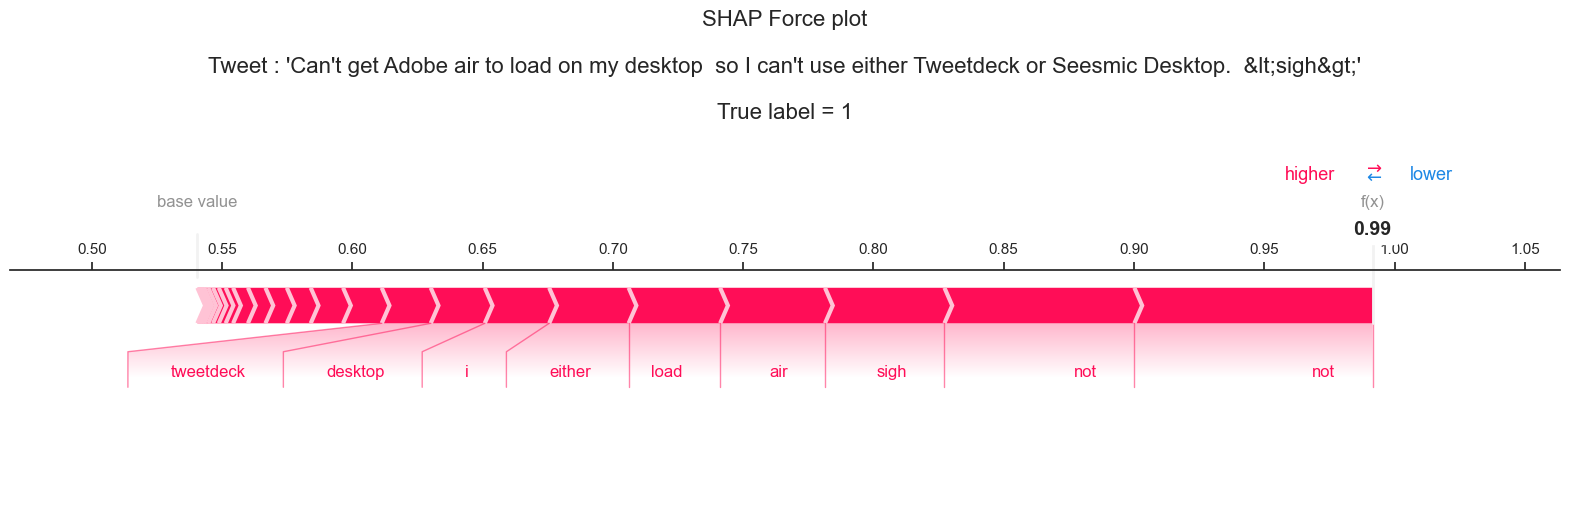 SHAP Force plot
Tweet : 'Can't get Adobe air to load on my desktop  so I can't use either Tweetdeck or Seesmic Desktop.  &lt;sigh&gt;'
True label = 1
higher ⇄ lower
base value f(x)
0.99
0.50 0.55 0.60 0.65 0.70 0.75 0.80 0.85 0.90 0.95 1.00 1.05
tweetdeck desktop i either load air sigh not not